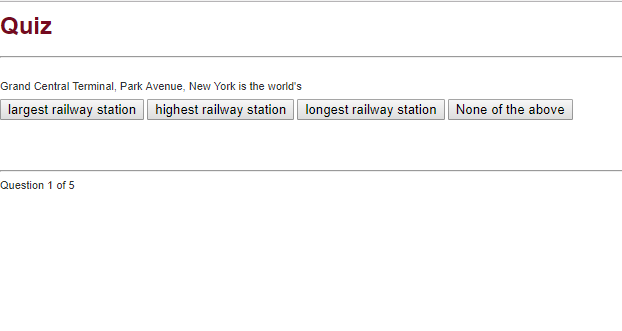 Quiz
Grand Central Terminal, Park Avenue, New York is the world's
largest railway station highest railway station longest railway station None of the above
Question 1 of 5